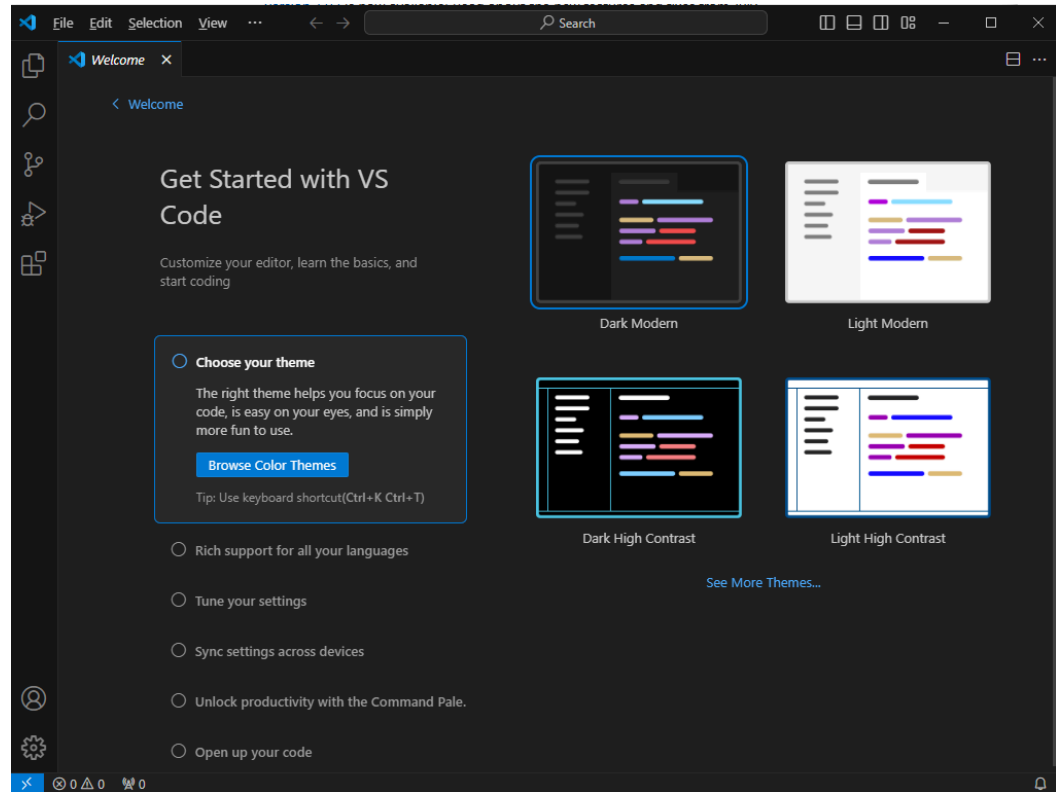 File Edit Selection View ··· Search
Welcome
Welcome
Get Started with VS
Code
Customize your editor, learn the basics, and
start coding
Choose your theme
The right theme helps you focus on your
code, is easy on your eyes, and is simply
more fun to use.
Browse Color Themes
Tip: Use keyboard shortcut(Ctrl+K Ctrl+T)
Rich support for all your languages
Tune your settings
Sync settings across devices
Unlock productivity with the Command Pale.
Open up your code
Dark Modern
Light Modern
Dark High Contrast
Light High Contrast
See More Themes...
0 0 0